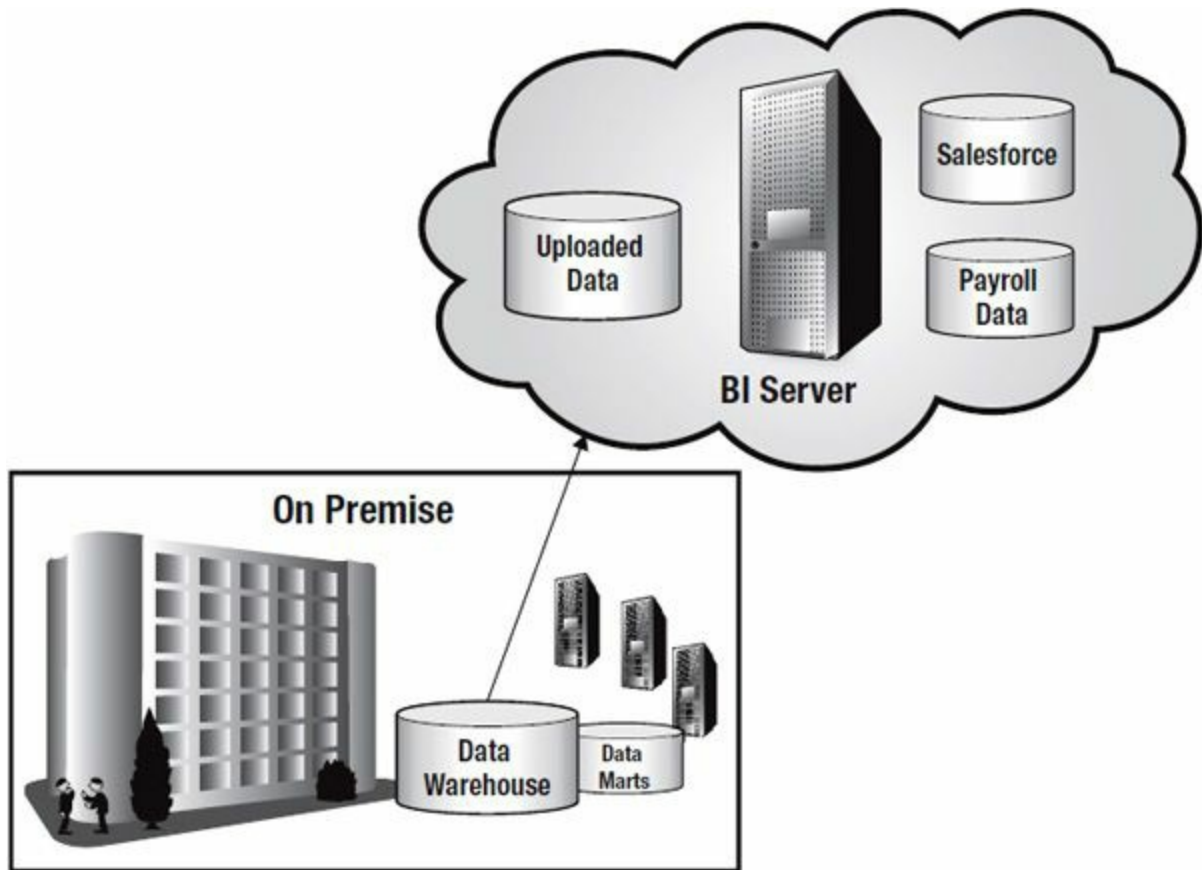 Salesforce
Uploaded
Data
Payroll
Data
BI Server
On Premise
Data
Warehouse
Data
Marts